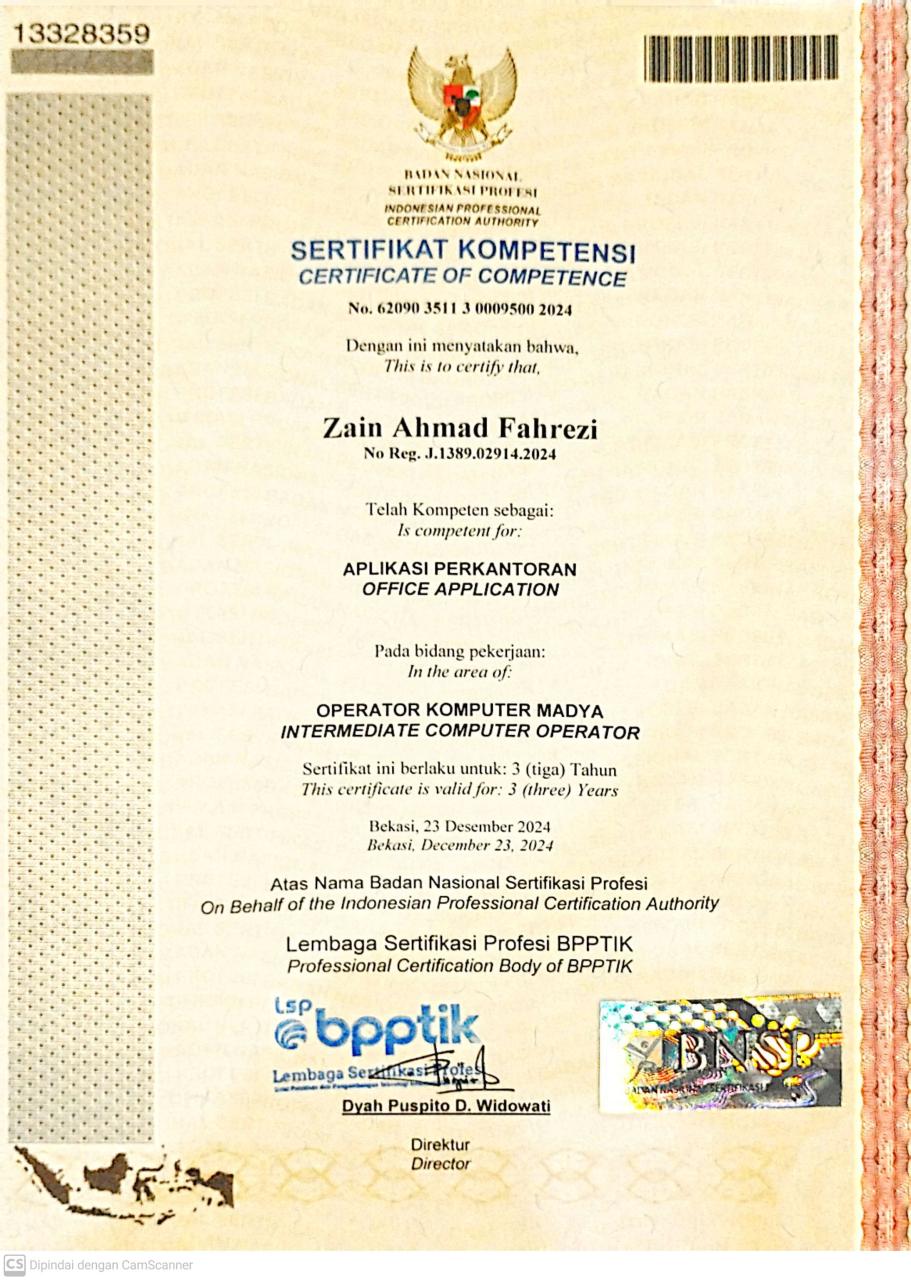 13328359
BADAN NASIONAL
SERTIFIKASI PROFESI
INDONESIAN PROFESSIONAL
CERTIFICATION AUTHORITY
SERTIFIKAT KOMPETENSI
CERTIFICATE OF COMPETENCE
No. 62090 3511 3 0009500 2024
Dengan ini menyatakan bahwa,
This is to certify that,
Zain Ahmad Fahrezi
No Reg. J.1389.02914.2024
Telah Kompeten sebagai:
Is competent for:
APLIKASI PERKANTORAN
OFFICE APPLICATION
Pada bidang pekerjaan:
In the area of:
OPERATOR KOMPUTER MADYA
INTERMEDIATE COMPUTER OPERATOR
Sertifikat ini berlaku untuk: 3 (tiga) Tahun
This certificate is valid for: 3 (three) Years
Bekasi, 23 Desember 2024
Bekasi, December 23, 2024
Atas Nama Badan Nasional Sertifikasi Profesi
On Behalf of the Indonesian Professional Certification Authority
Lembaga Sertifikasi Profesi BPPTIK
Professional Certification Body of BPPTIK
Lsp
bpptik
Lembaga Sertifikasi Profesi
BNSP
Dyah Puspito D. Widowati
Direktur
Director
CS Dipindai dengan CamScanner